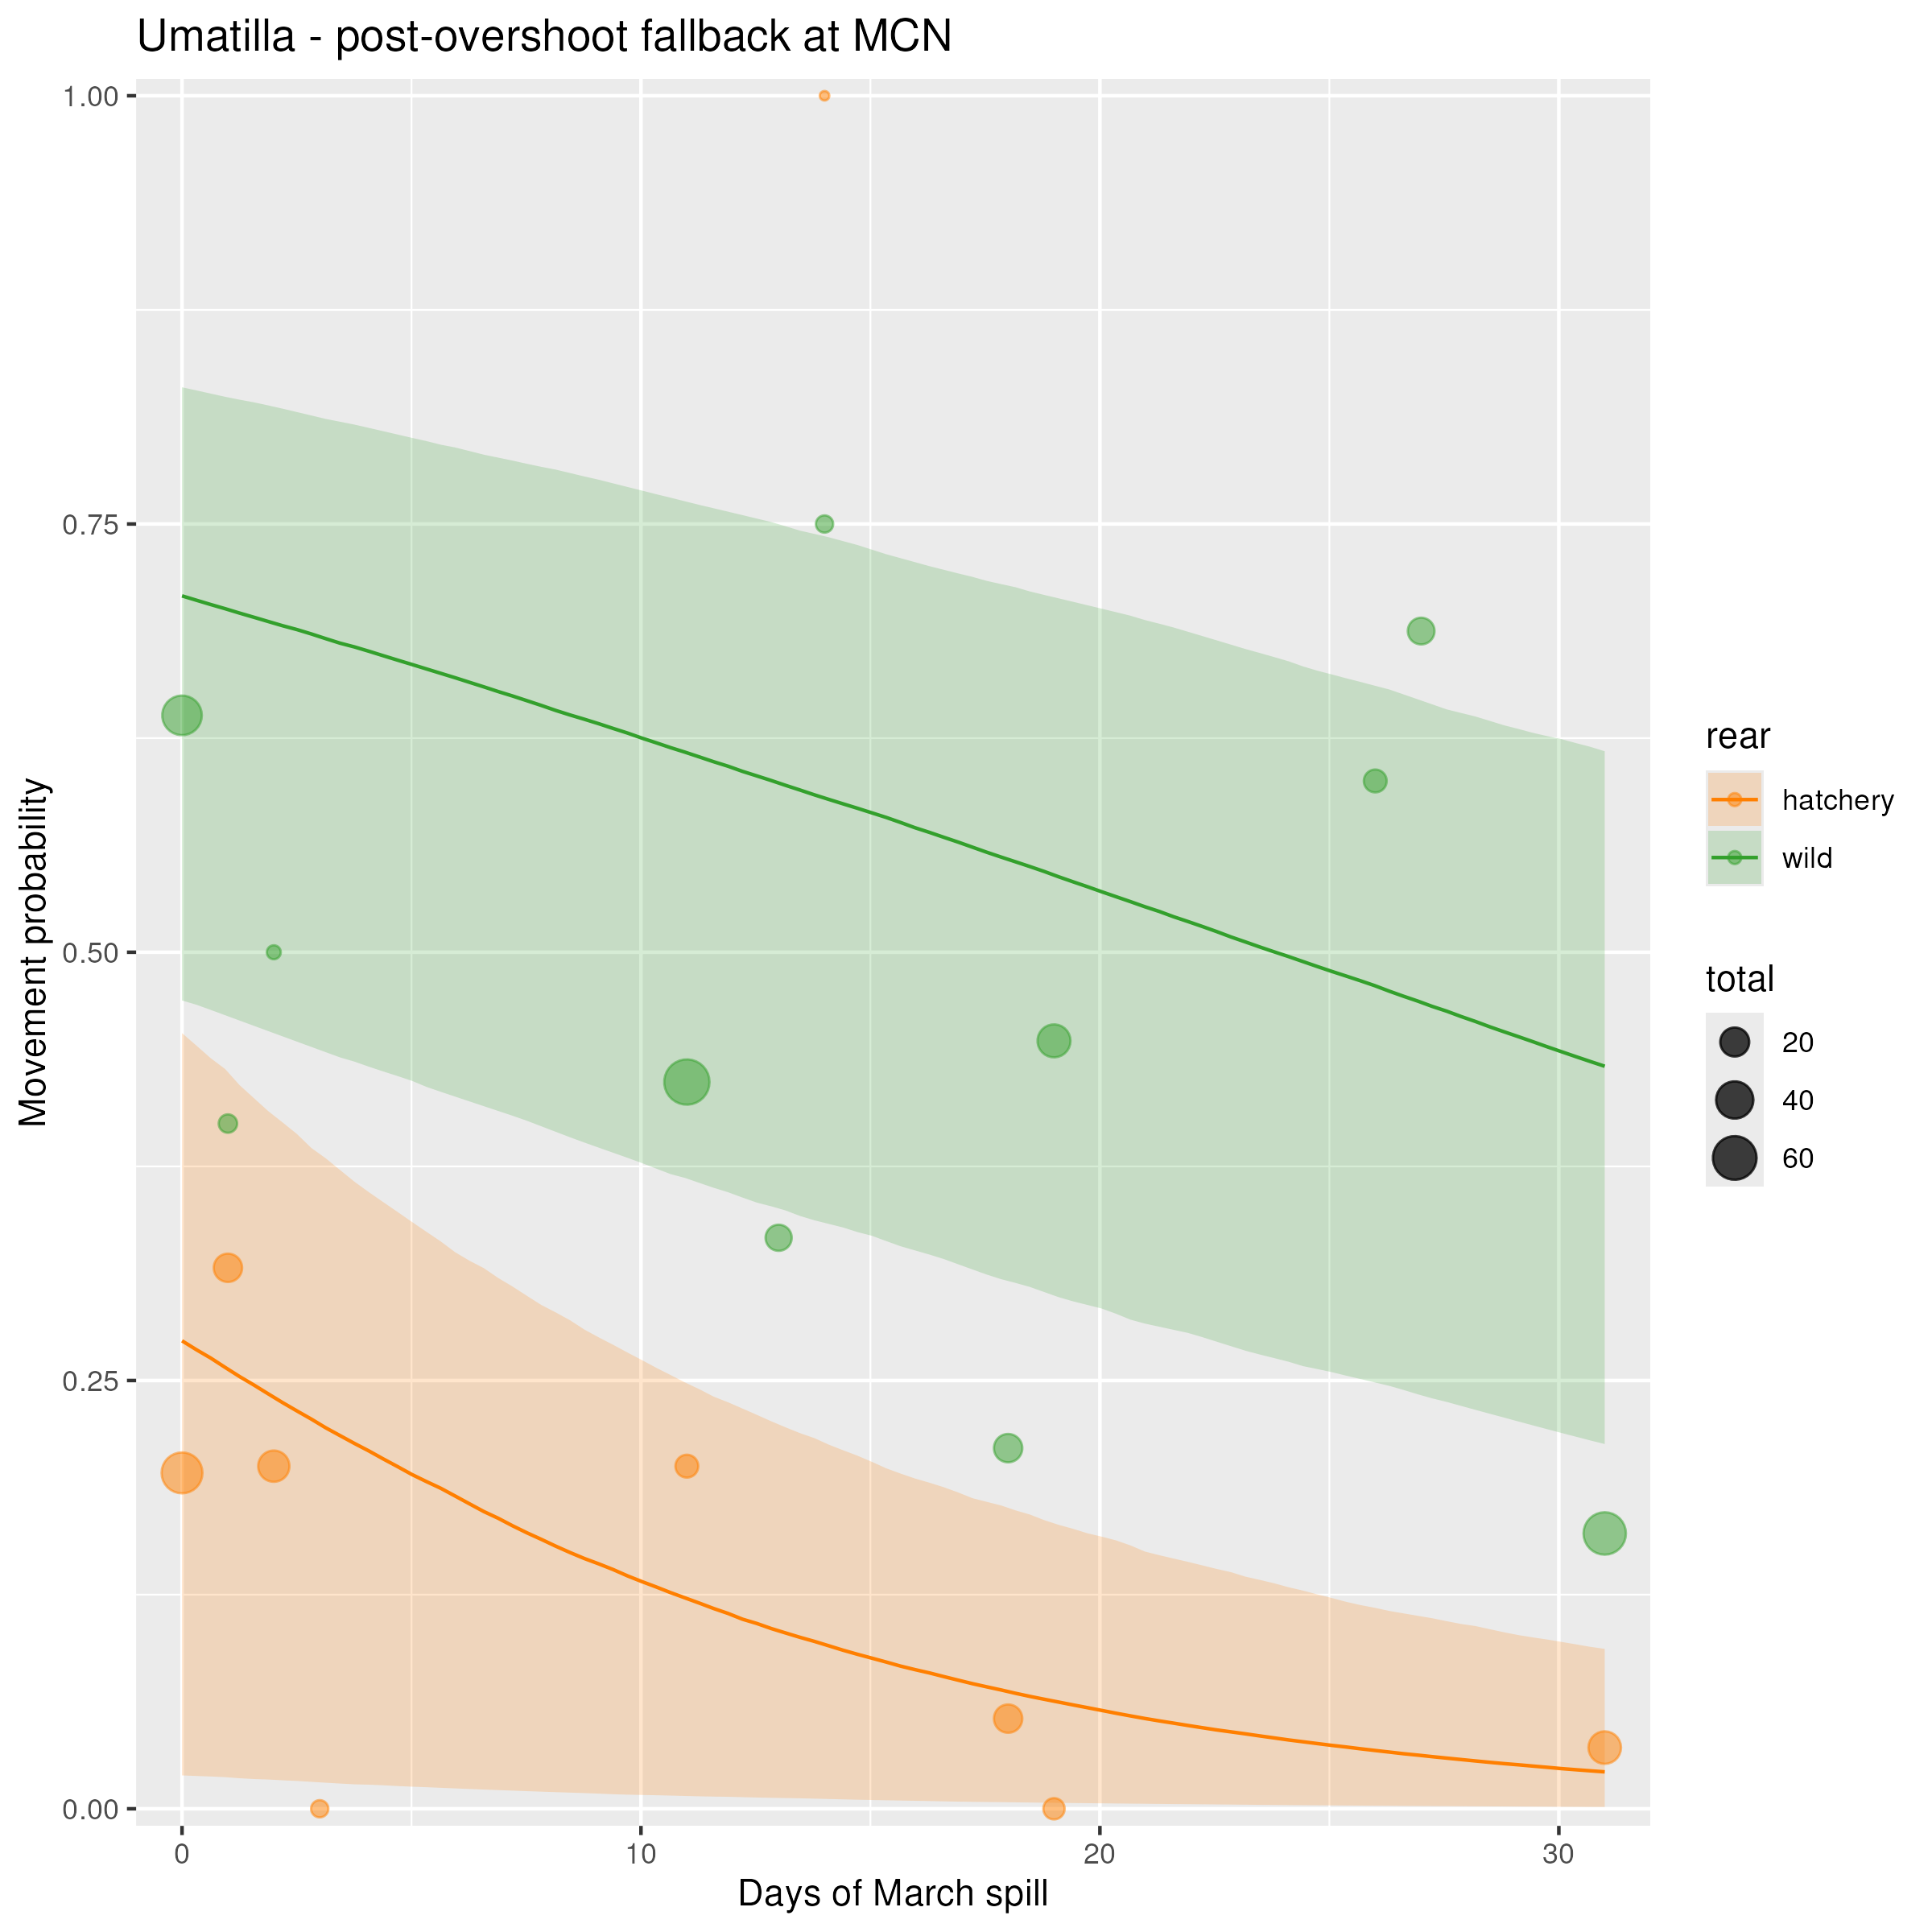 Umatilla - post-overshoot fallback at MCN
Movement probability
1.00
0.75
0.50
0.25
0.00
0
10
20
30
Days of March spill
rear
hatchery
wild
total
20
40
60